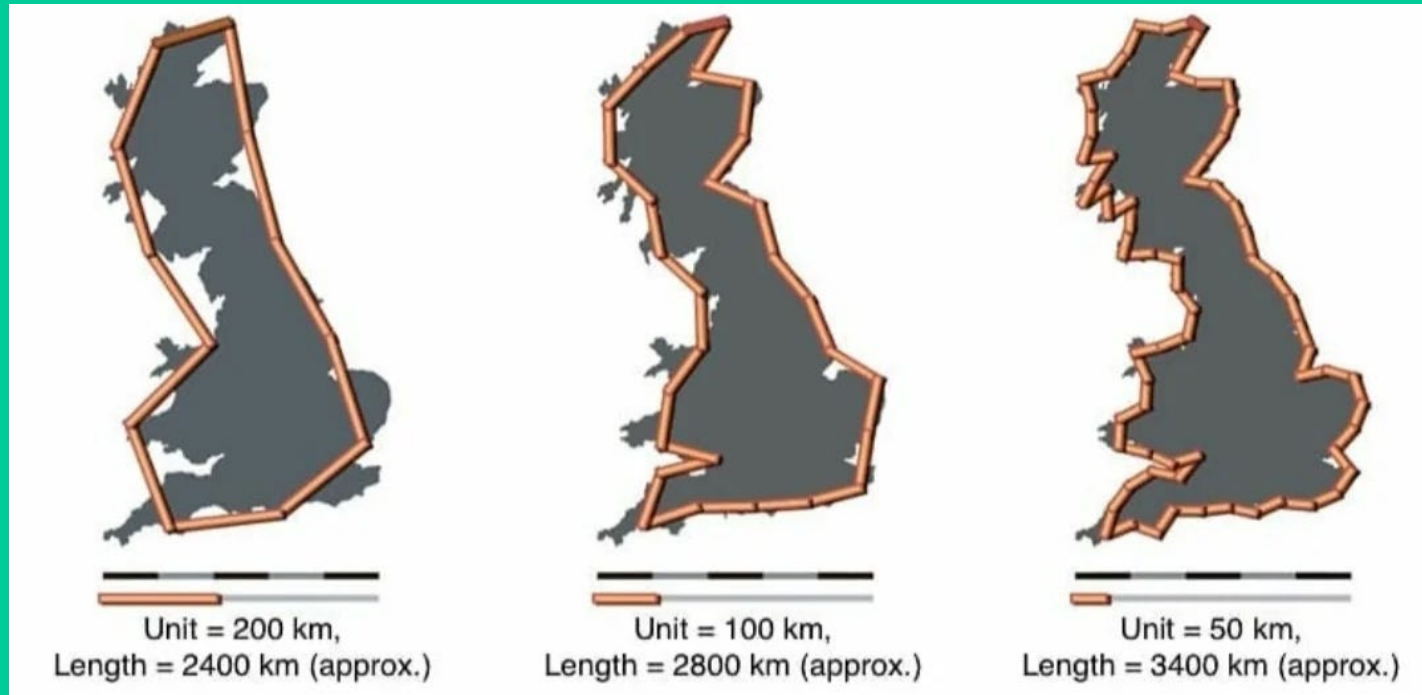 Unit = 200 km,
Length = 2400 km (approx.)
Unit = 100 km,
Length = 2800 km (approx.)
Unit = 50 km,
Length = 3400 km (approx.)